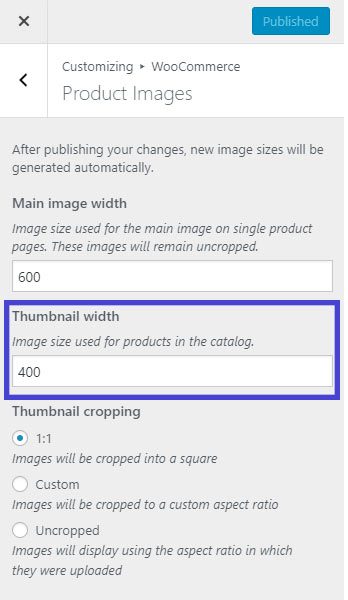 Published
Customizing ▸ WooCommerce
Product Images
After publishing your changes, new image sizes will be
generated automatically.
Main image width
Image size used for the main image on single product
pages. These images will remain uncropped.
600
Thumbnail width
Image size used for products in the catalog.
400
Thumbnail cropping
1:1
Images will be cropped into a square
Custom
Images will be cropped to a custom aspect ratio
Uncropped
Images will display using the aspect ratio in which
they were uploaded